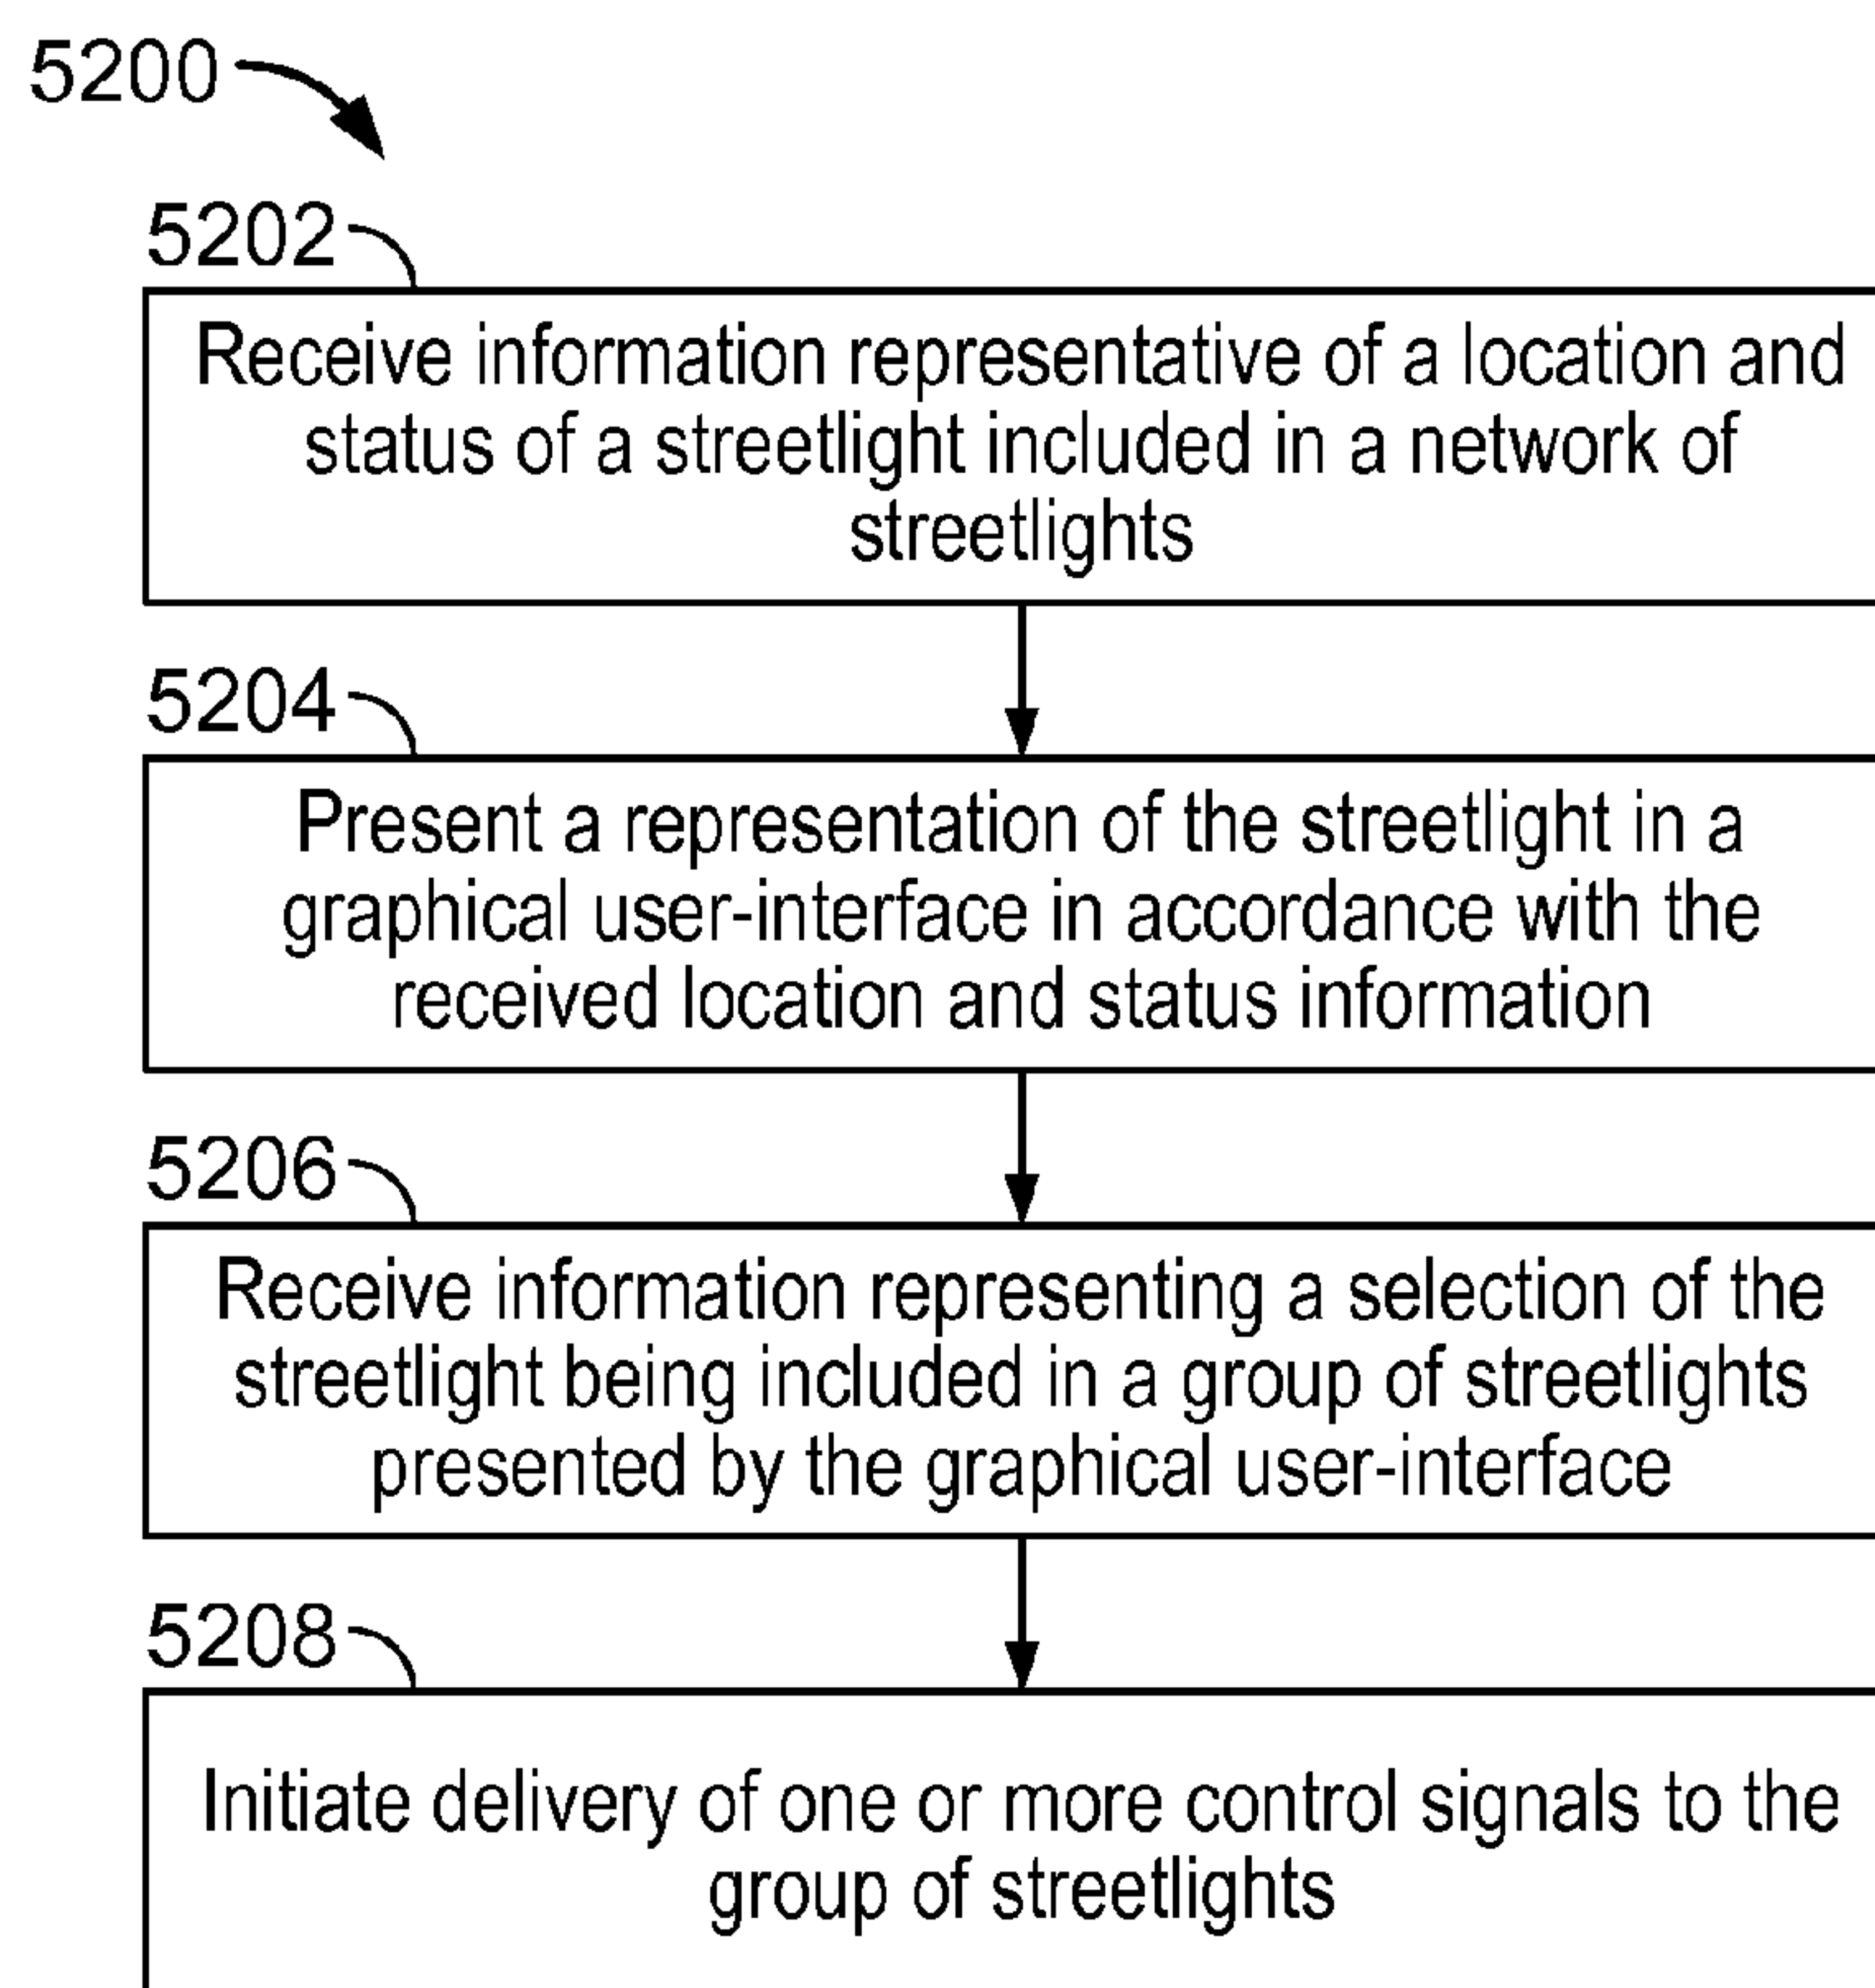 5200
5202
Receive information representative of a location and
status of a streetlight included in a network of
streetlights
5204
Present a representation of the streetlight in a
graphical user-interface in accordance with the
received location and status information
5206
Receive information representing a selection of the
streetlight being included in a group of streetlights
presented by the graphical user-interface
5208
Initiate delivery of one or more control signals to the
group of streetlights